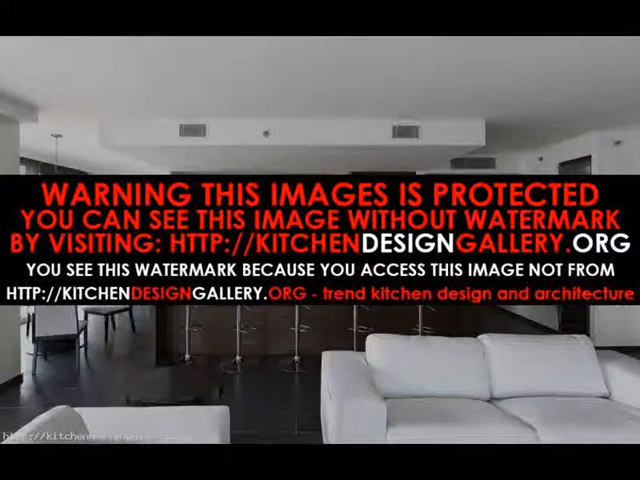 WARNING THIS IMAGES IS PROTECTED
YOU CAN SEE THIS IMAGE WITHOUT WATERMARK
BY VISITING: HTTP://KITCHENDESIGNGALLERY.ORG
YOU SEE THIS WATERMARK BECAUSE YOU ACCESS THIS IMAGE NOT FROM
HTTP://KITCHENDESIGNGALLERY.ORG - trend kitchen design and architecture